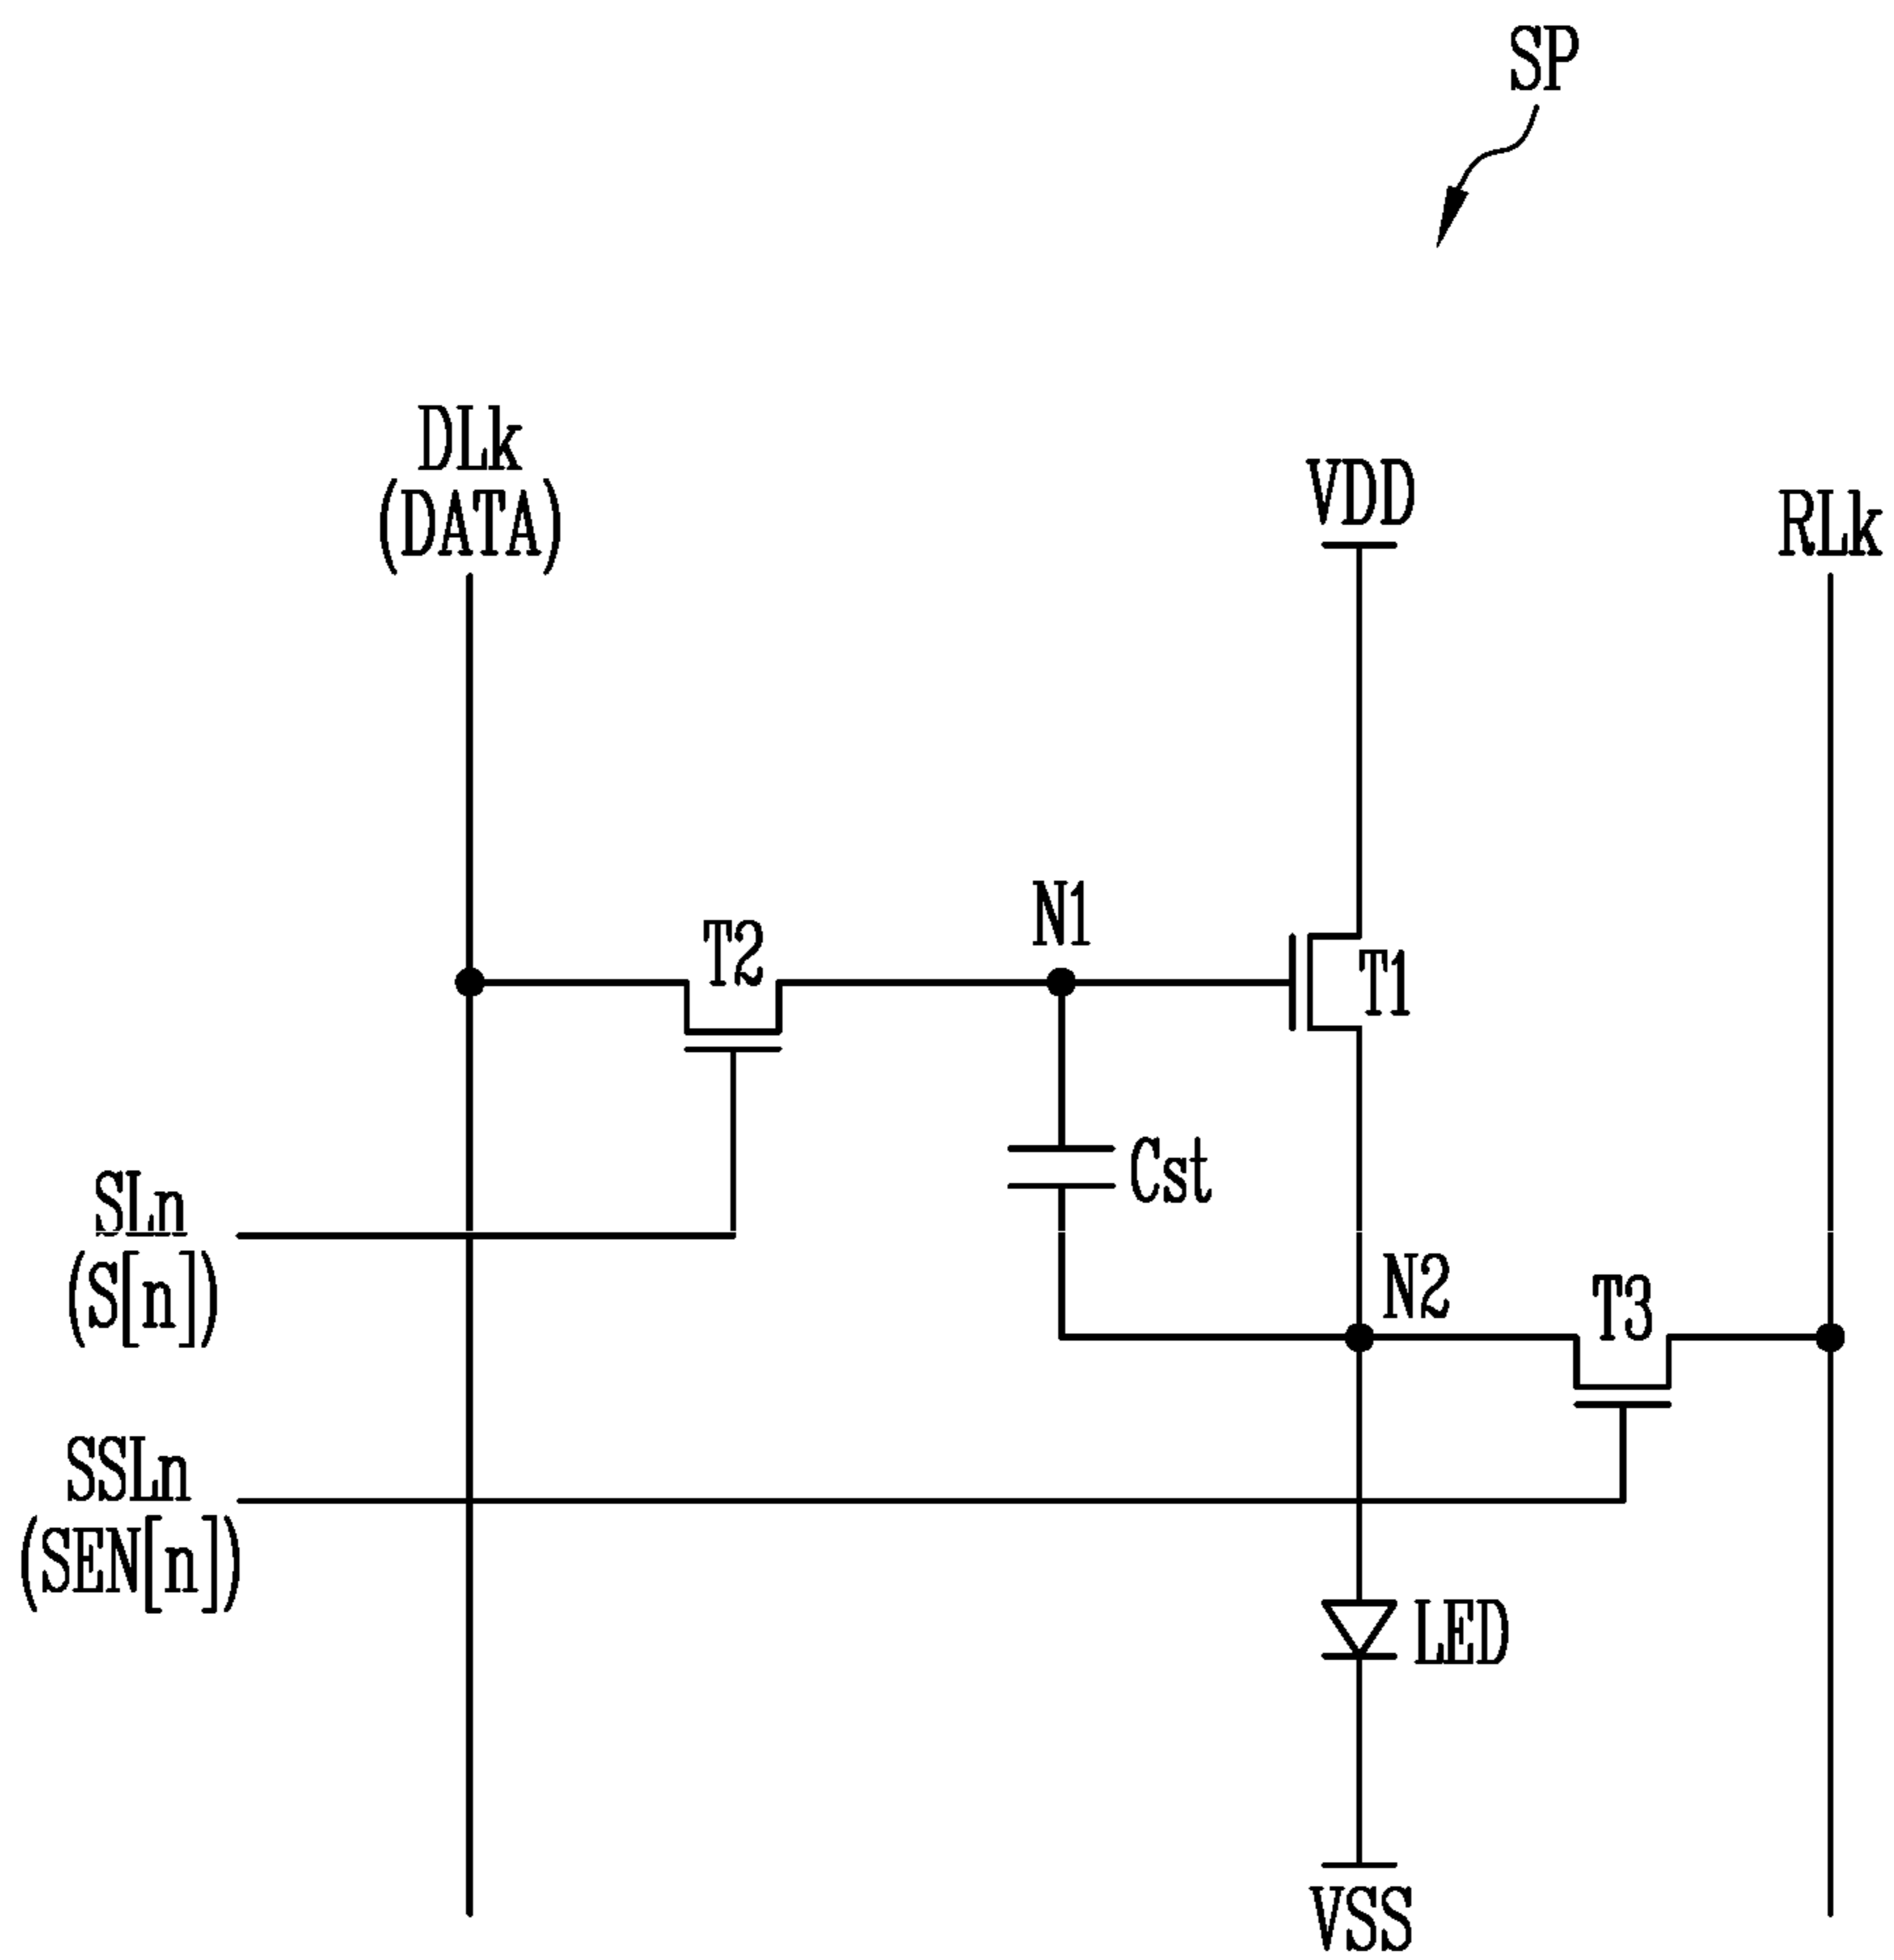 SP
DLk
(DATA)
VDD
RLk
N1
T2
T1
Cst
SLn
(S[n])
N2
T3
SSLn
(SEN[n])
LED
VSS